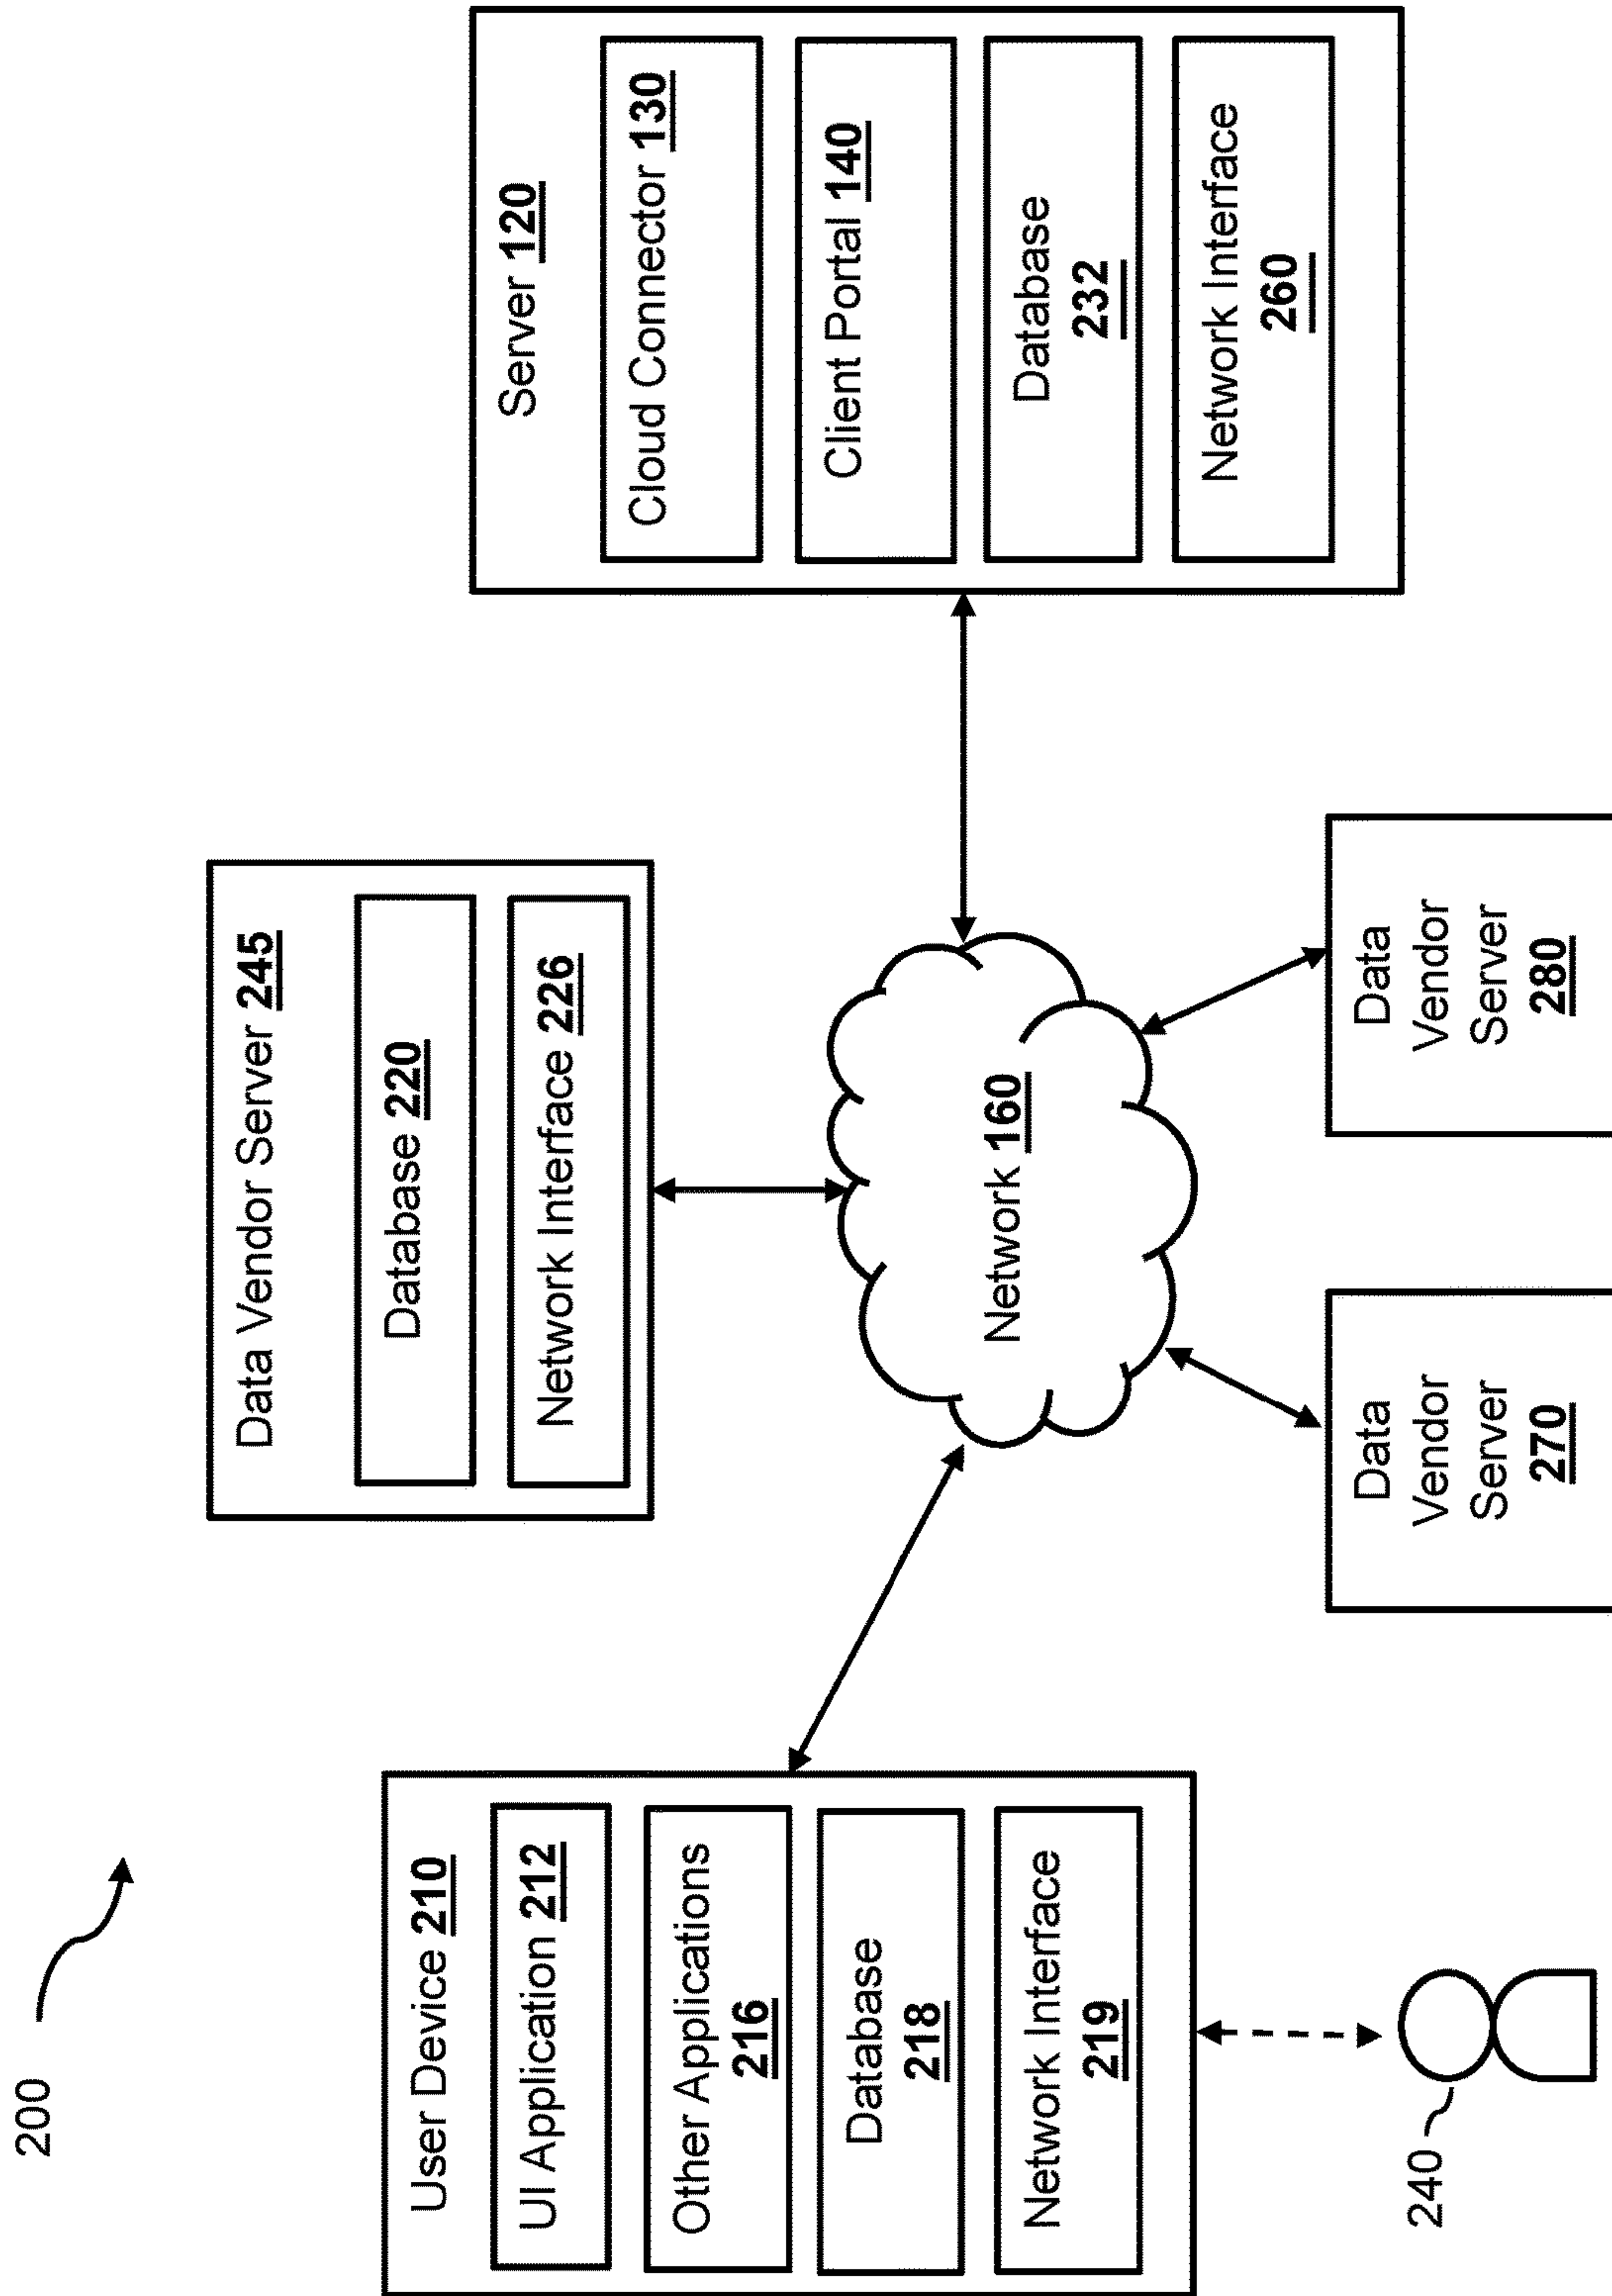 200
User Device 210
UI Application 212
Other Applications
216
Database
218
Network Interface
219
240
Data Vendor Server 245
Database 220
Network Interface 226
Network 160
Data
Vendor
Server
270
Data
Vendor
Server
280
Server 120
Cloud Connector 130
Client Portal 140
Database
232
Network Interface
260